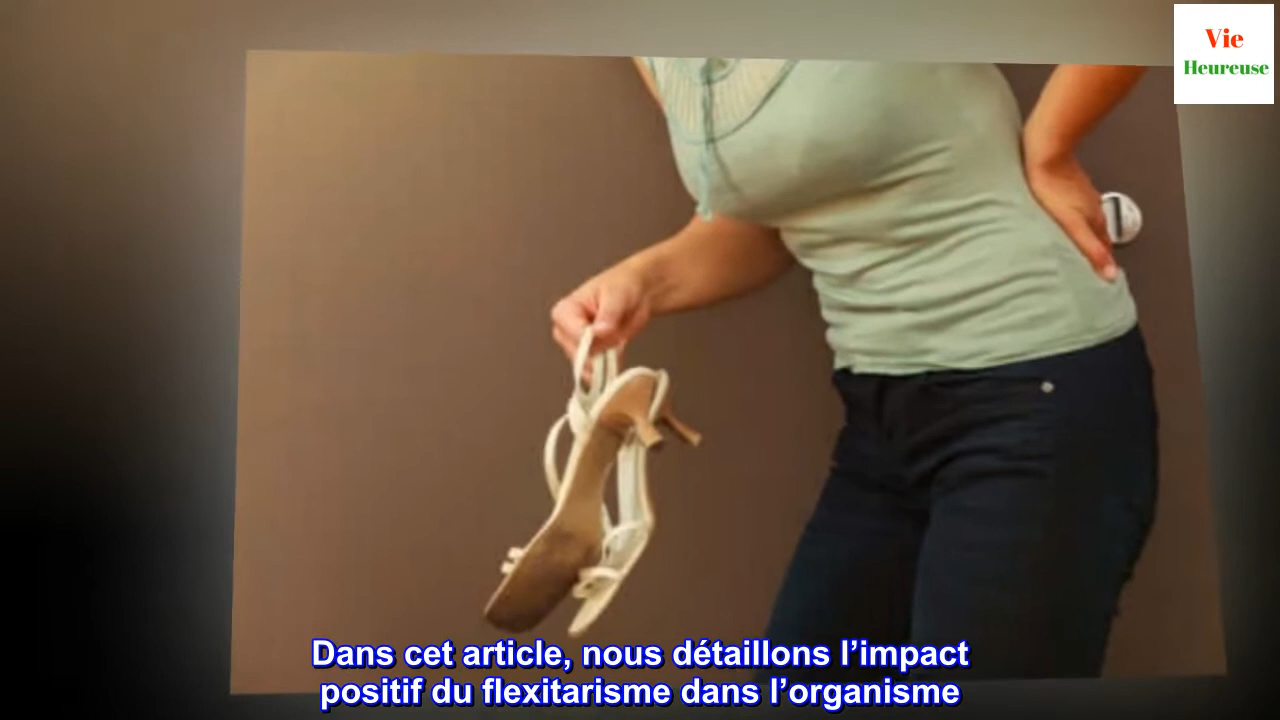 Vie
Heureuse
Dans cet article, nous détaillons l’impact
positif du flexitarisme dans l’organisme